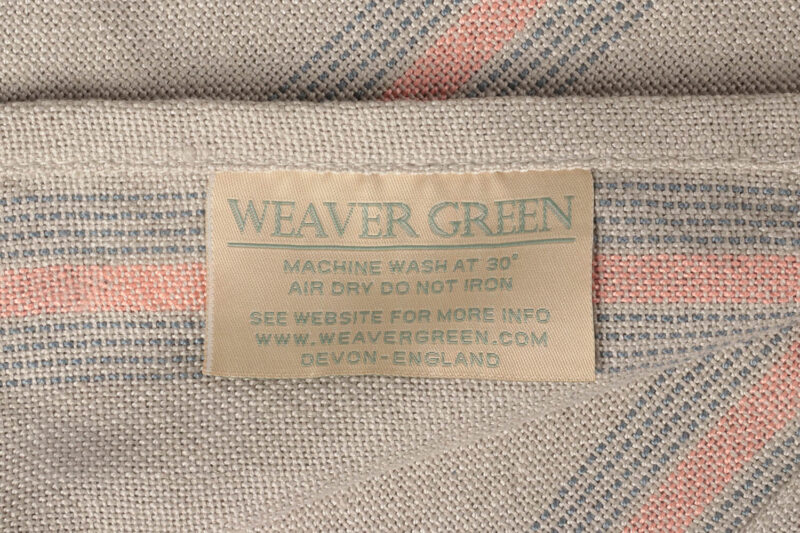 WEAVER GREEN
MACHINE WASH AT 30°
AIR DRY DO NOT IRON
SEE WEBSITE FOR MORE INFO
WWW.WEAVERGREEN.COM
DEVON-ENGLAND